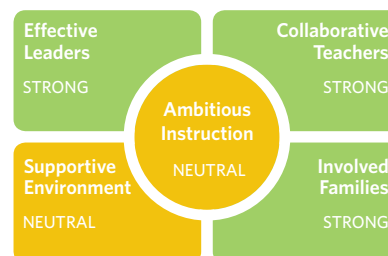 Effective
Leaders
STRONG
Collaborative
Teachers
STRONG
Ambitious
Instruction
NEUTRAL
Supportive
Environment
NEUTRAL
Involved
Families
STRONG